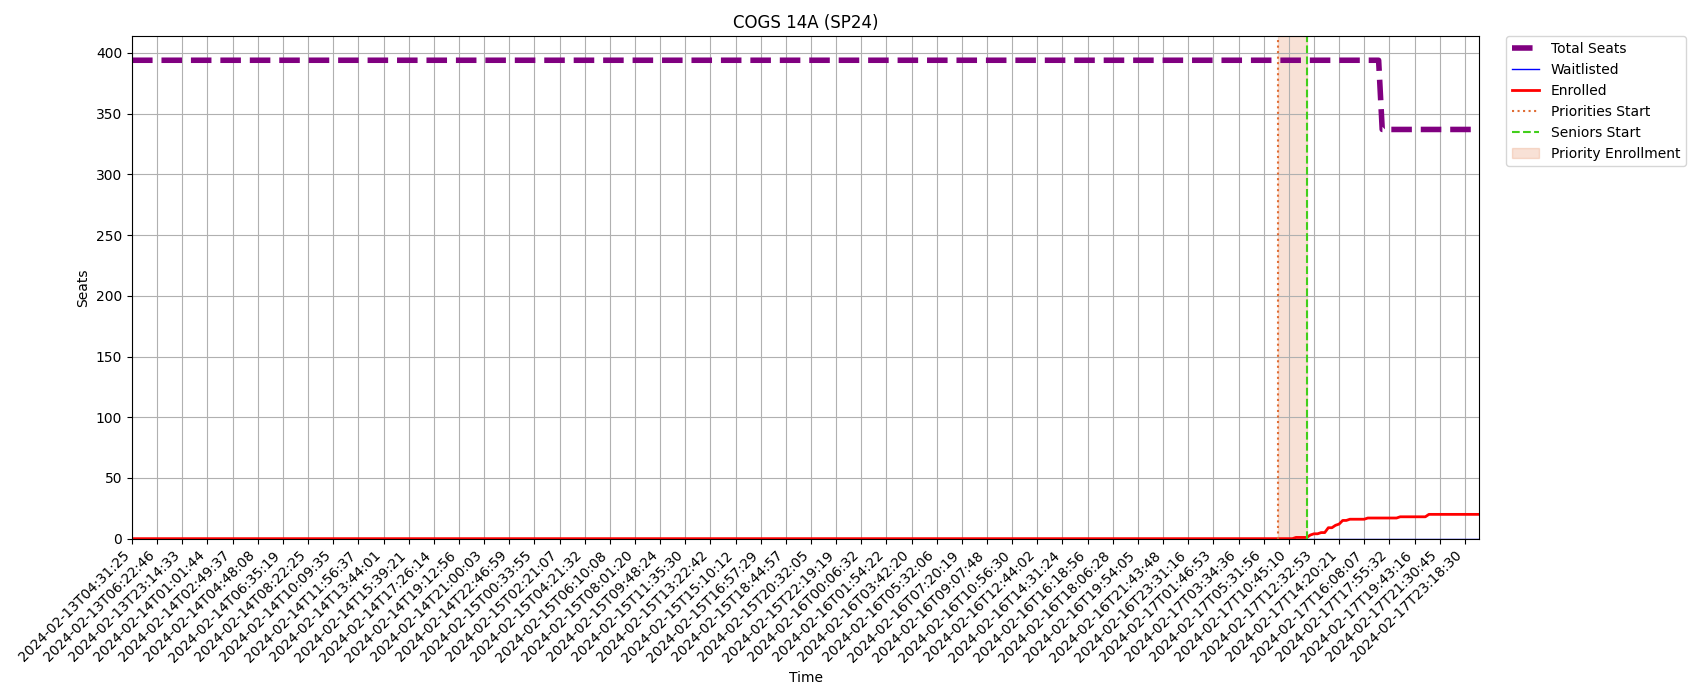 COGS 14A (SP24)
Total Seats
Waitlisted
Enrolled
Priorities Start
Seniors Start
Priority Enrollment
Seats
400
350
300
250
200
150
100
50
0
2024-02-13T04:31:25
2024-02-13T06:22:46
2024-02-13T23:14:33
2024-02-14T01:01:44
2024-02-14T02:49:37
2024-02-14T04:48:08
2024-02-14T06:35:19
2024-02-14T08:22:25
2024-02-14T10:09:35
2024-02-14T11:56:37
2024-02-14T13:44:01
2024-02-14T15:39:21
2024-02-14T17:26:14
2024-02-14T19:12:56
2024-02-14T21:00:03
2024-02-14T22:46:59
2024-02-15T00:33:55
2024-02-15T02:21:07
2024-02-15T04:21:32
2024-02-15T06:10:08
2024-02-15T08:01:20
2024-02-15T09:48:24
2024-02-15T11:35:30
2024-02-15T13:22:42
2024-02-15T15:10:12
2024-02-15T16:57:29
2024-02-15T18:44:57
2024-02-15T20:32:05
2024-02-15T22:19:19
2024-02-16T00:06:32
2024-02-16T01:54:22
2024-02-16T03:42:20
2024-02-16T05:32:06
2024-02-16T07:20:19
2024-02-16T09:07:48
2024-02-16T10:56:30
2024-02-16T12:44:02
2024-02-16T14:31:24
2024-02-16T16:18:56
2024-02-16T18:06:28
2024-02-16T19:54:05
2024-02-16T21:43:48
2024-02-16T23:31:16
2024-02-17T01:46:53
2024-02-17T03:34:36
2024-02-17T05:31:56
2024-02-17T10:45:10
2024-02-17T12:32:53
2024-02-17T14:20:21
2024-02-17T16:08:07
2024-02-17T17:55:32
2024-02-17T19:43:16
2024-02-17T21:30:45
2024-02-17T23:18:30
Time